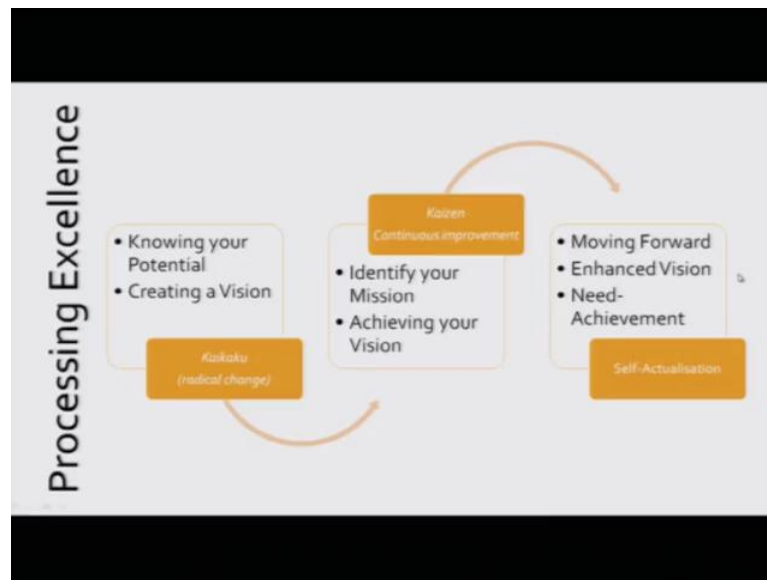 Processing Excellence
• Knowing your
Potential
• Creating a Vision
Kaikaku
(radical change)
Kaizen
Continuous improvement
• Identify your
Mission
• Achieving your
Vision
• Moving Forward
• Enhanced Vision
• Need-
Achievement
Self-Actualisation